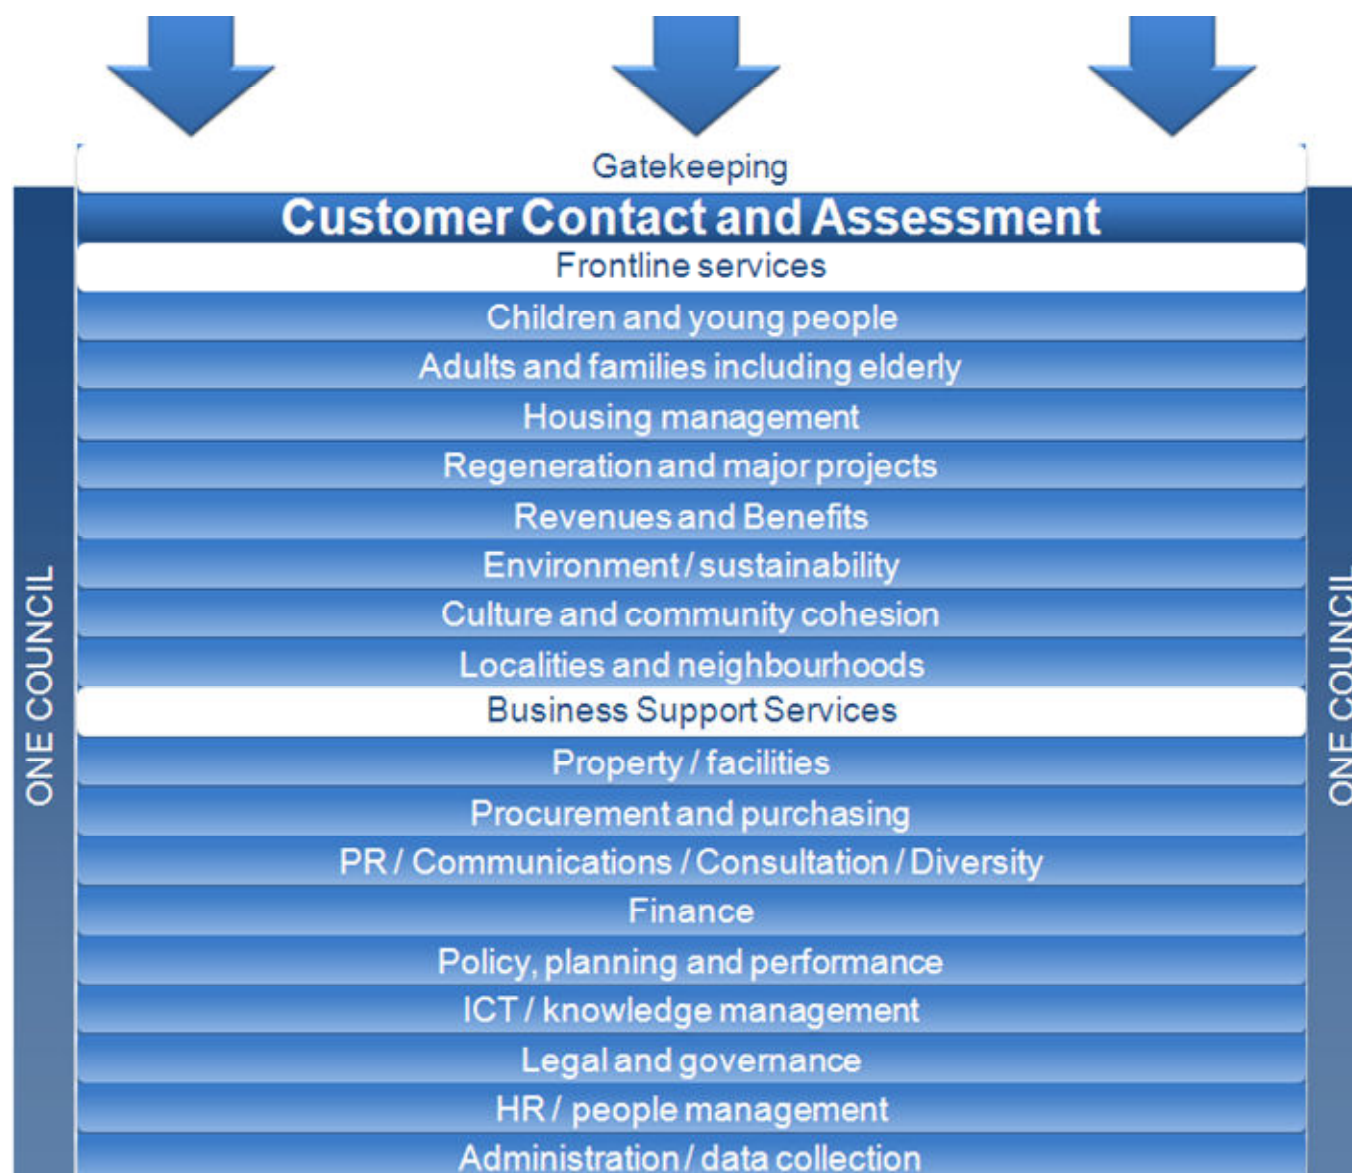 Gatekeeping
Customer Contact and Assessment
Frontline services
Children and young people
Adults and families including elderly
Housing management
Regeneration and major projects
Revenues and Benefits
Environment / sustainability
Culture and community cohesion
Localities and neighbourhoods
Business Support Services
Property / facilities
Procurement and purchasing
PR / Communications / Consultation / Diversity
Finance
Policy, planning and performance
ICT / knowledge management
Legal and governance
HR / people management
Administration / data collection
ONE COUNCIL
ONE COUNCIL